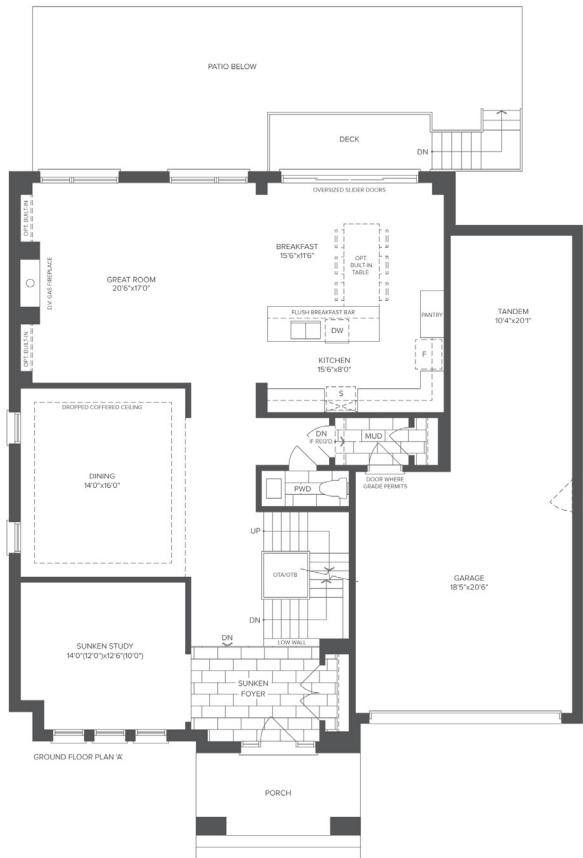 PATIO BELOW
DECK
DN
OVERSIZED SLIDER DOORS
OPT. BUILT-IN
BREAKFAST
15'6"x11'6"
OPT.
BUILT-IN
TABLE
GREAT ROOM
20'6"x17'0"
D.V. GAS FIREPLACE
TANDEM
10'4"x20'1"
FLUSH BREAKFAST BAR
PANTRY
DW
OPT. BUILT-IN
KITCHEN
15'6"x8'0"
F
S
DROPPED COFFERED CEILING
DN
IF REQ'D.
MUD
DINING
14'0"x16'0"
DOOR WHERE
GRADE PERMITS
PWD
UP
OTA/OTB
GARAGE
18'5"x20'6"
DN
LOW WALL
DN
SUNKEN STUDY
14'0"(12'0")x12'6"(10'0")
SUNKEN
FOYER
GROUND FLOOR PLAN 'A'
PORCH